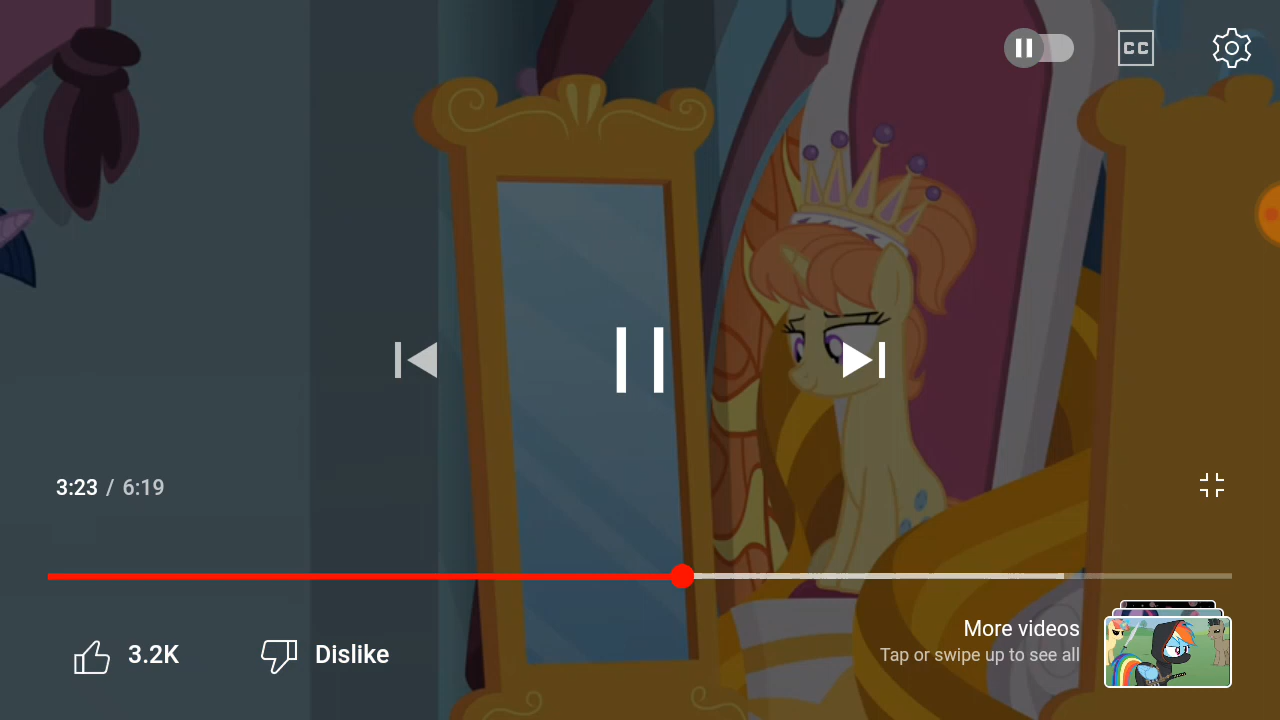 CC
3:23 / 6:19
3.2K
Dislike
More videos
Tap or swipe up to see all